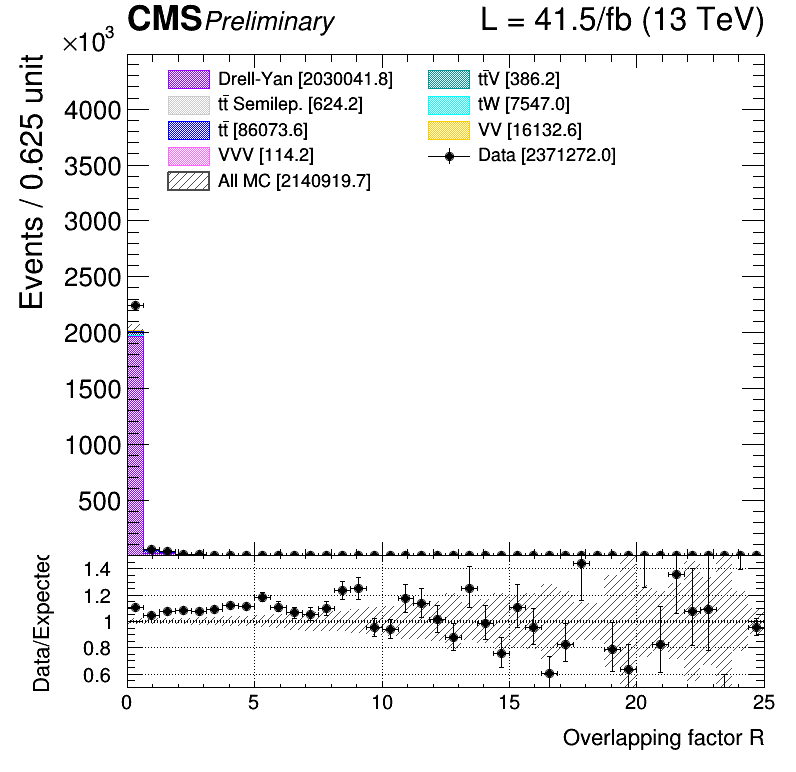 CMS Preliminary L = 41.5/fb (13 TeV)
×10³
Events / 0.625 unit
4000
3500
3000
2500
2000
1500
1000
500
Drell-Yan [2030041.8]
tt̄ Semilep. [624.2]
tt̄ [86073.6]
VVV [114.2]
All MC [2140919.7]
tt̄V [386.2]
tW [7547.0]
VV [16132.6]
Data [2371272.0]
Data/Expected
1.4
1.2
1
0.8
0.6
0 5 10 15 20 25
Overlapping factor R